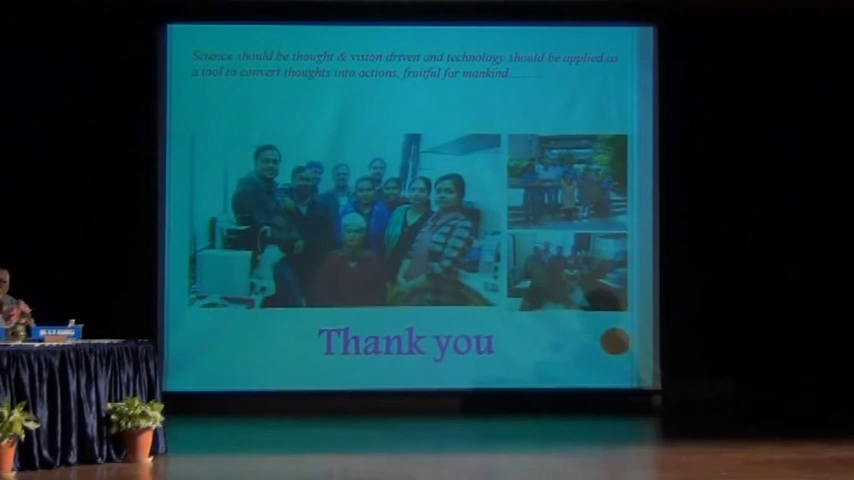 Science should be thought & vision driven and technology should be applied as
a tool to convert thoughts into actions, fruitful for mankind........
Thank you